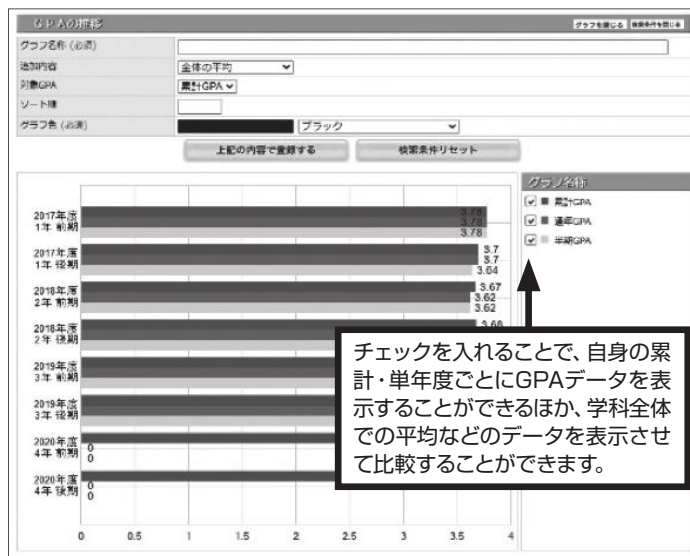 GPAの推移
グラフを閉じる 検索条件を閉じる
グラフ名称 (必須)
追加内容 全体の平均
対象GPA 累計GPA
ソート順
グラフ色 (必須) ブラック
上記の内容で登録する 検索条件リセット
グラフ名称
累計GPA
通年GPA
半期GPA
2017年度
1年 前期
3.78
3.78
3.78
2017年度
1年 後期
3.7
3.7
3.64
2018年度
2年 前期
3.67
3.62
3.62
2018年度
2年 後期
3.68
2019年度
3年 前期
2019年度
3年 後期
2020年度
4年 前期
0
0
2020年度
4年 後期
0
0
0 0.5 1 1.5 2 2.5 3 3.5 4
チェックを入れることで、自身の累
計・単年度ごとにGPAデータを表
示することができるほか、学科全体
での平均などのデータを表示させ
て比較することができます。